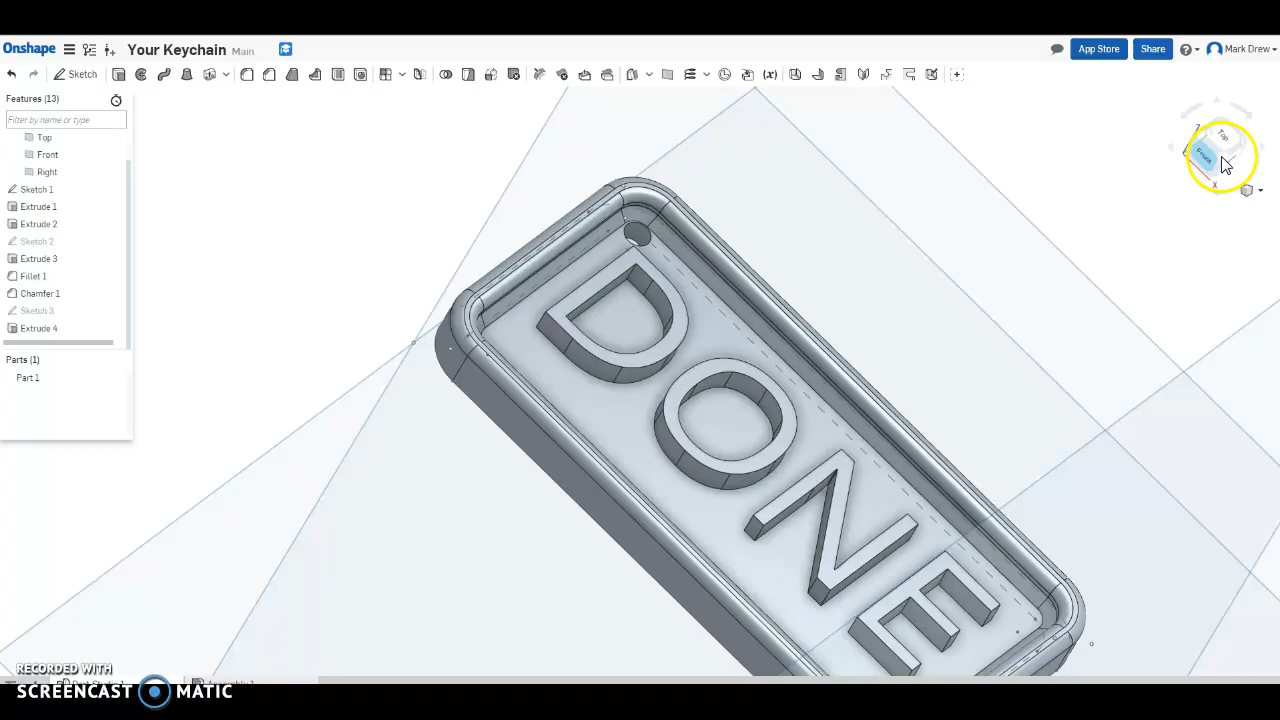 Onshape Your Keychain Main App Store Share Mark Drew
Sketch (x)
Features (13)
Filter by name or type
Top
Front
Right
Sketch 1
Extrude 1
Extrude 2
Sketch 2
Extrude 3
Fillet 1
Chamfer 1
Sketch 3
Extrude 4
Parts (1)
Part 1
Z Top
Front
X
DONE
RECORDED WITH
SCREENCAST MATIC